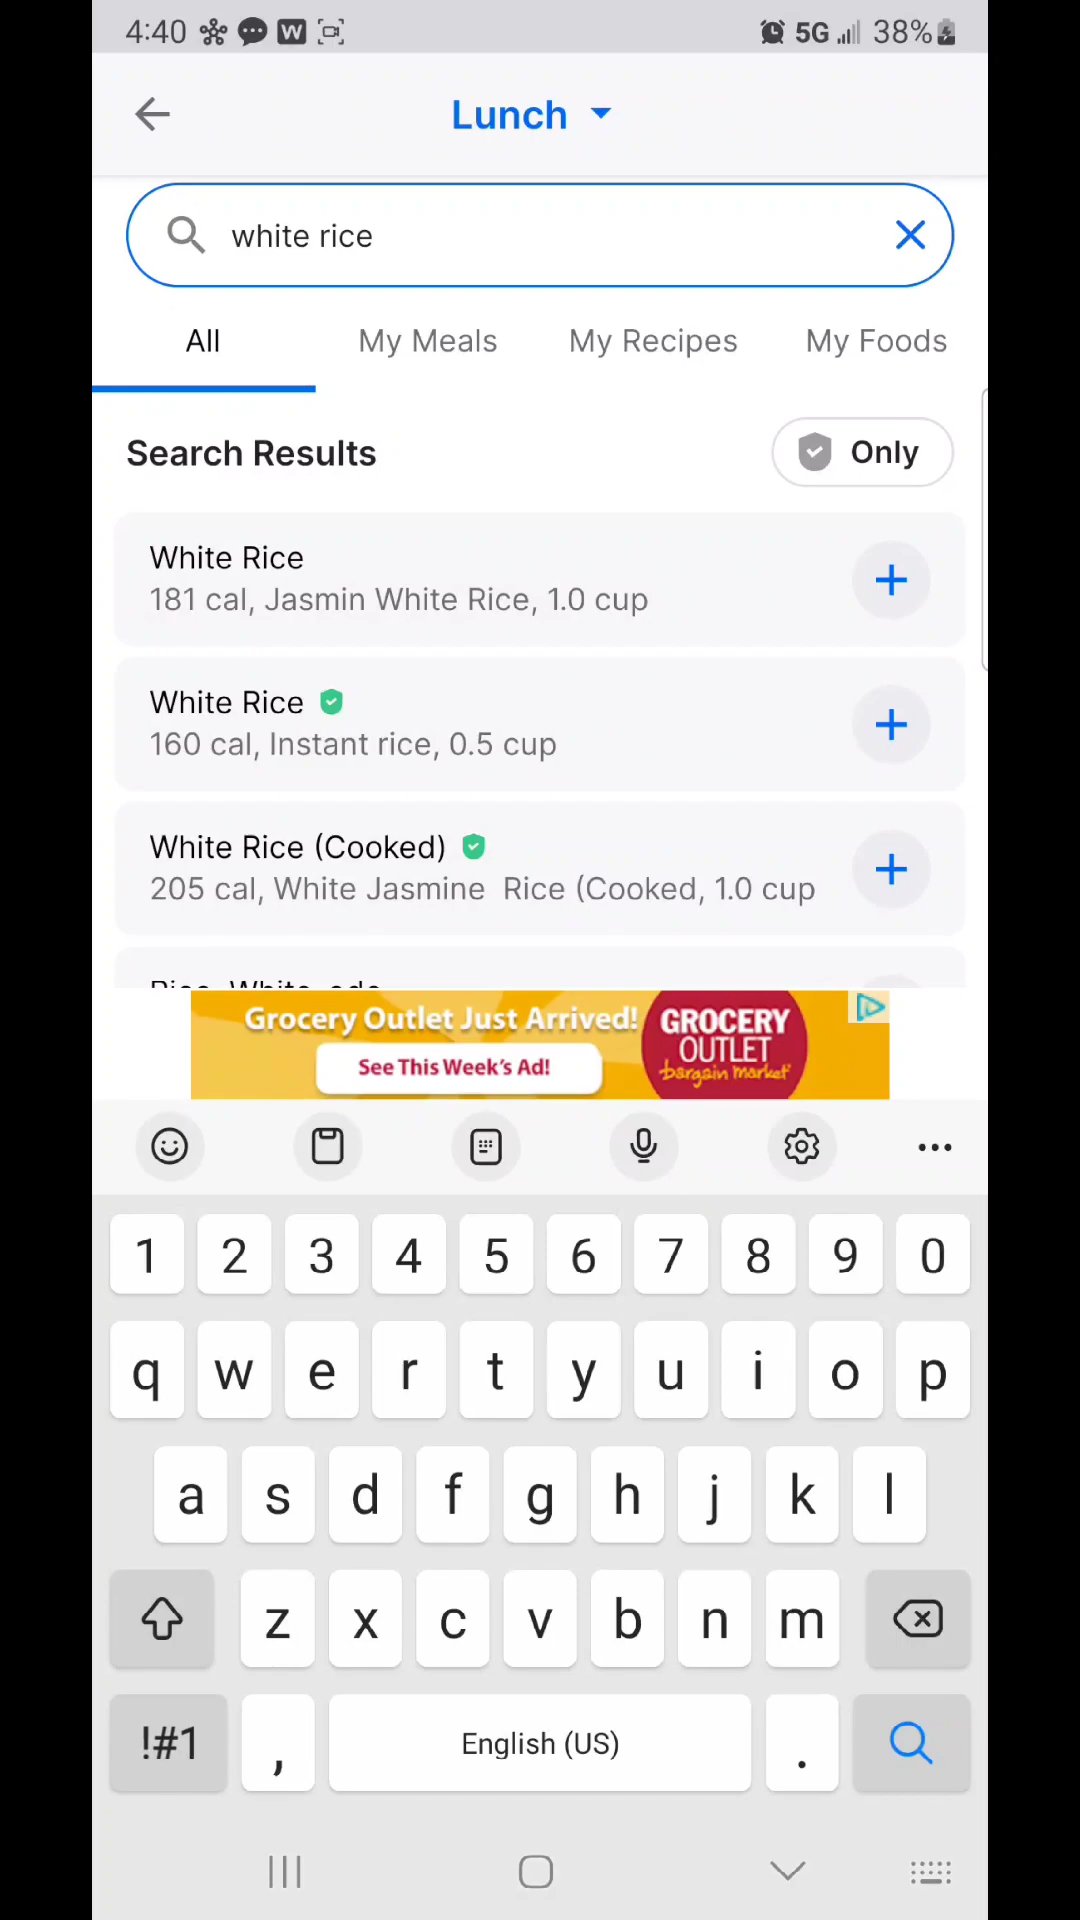 4:40 W 5G 38%
Lunch
white rice
All My Meals My Recipes My Foods
Search Results Only
White Rice
181 cal, Jasmin White Rice, 1.0 cup
White Rice
160 cal, Instant rice, 0.5 cup
White Rice (Cooked)
205 cal, White Jasmine Rice (Cooked, 1.0 cup
Grocery Outlet Just Arrived!
See This Week's Ad!
GROCERY
OUTLET
bargain market
1 2 3 4 5 6 7 8 9 0
q w e r t y u i o p
a s d f g h j k l
z x c v b n m
!#1 , English (US) .